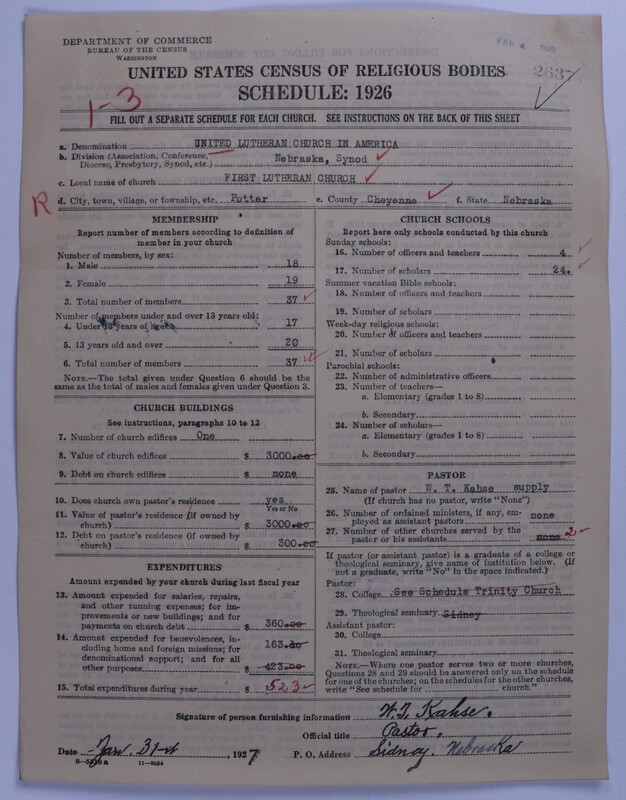 DEPARTMENT OF COMMERCE
BUREAU OF THE CENSUS
WASHINGTON
FEB 4
2637
UNITED STATES CENSUS OF RELIGIOUS BODIES
SCHEDULE: 1926
1-3
FILL OUT A SEPARATE SCHEDULE FOR EACH CHURCH. SEE INSTRUCTIONS ON THE BACK OF THIS SHEET
a. Denomination UNITED LUTHERAN CHURCH IN AMERICA
b. Division (Association, Conference, Diocese, Presbytery, Synod, etc.) Nebraska, Synod
c. Local name of church FIRST LUTHERAN CHURCH
R
d. City, town, village, or township, etc. Potter e. County Cheyenne f. State Nebraska
MEMBERSHIP
Report number of members according to definition of
member in your church
Number of members, by sex:
1. Male 18
2. Female 19
3. Total number of members 37
Number of members under and over 13 years old:
4. Under 13 years of age 17
5. 13 years old and over 20
6. Total number of members 37
NOTE.—The total given under Question 6 should be
the same as the total of males and females given under Question 3.
CHURCH BUILDINGS
See instructions, paragraphs 10 to 12
7. Number of church edifices One
8. Value of church edifices $ 3000.00
9. Debt on church edifices $ none
10. Does church own pastor's residence yes
Yes or No
11. Value of pastor's residence (if owned by
church) $ 3000.00
12. Debt on pastor's residence (if owned by
church) $ 300.00
EXPENDITURES
Amount expended by your church during last fiscal year
13. Amount expended for salaries, repairs,
and other running expenses; for im-
provements or new buildings; and for
payments on church debt $ 360.00
14. Amount expended for benevolences, in-
cluding home and foreign missions; for
denominational support; and for all
other purposes $ 163.
423.00
15. Total expenditures during year $ 523
CHURCH SCHOOLS
Report here only schools conducted by this church
Sunday schools:
16. Number of officers and teachers 4
17. Number of scholars 24.
Summer vacation Bible schools:
18. Number of officers and teachers
19. Number of scholars
Week-day religious schools:
20. Number of officers and teachers
21. Number of scholars
Parochial schools:
22. Number of administrative officers
23. Number of teachers—
a. Elementary (grades 1 to 8)
b. Secondary
24. Number of scholars—
a. Elementary (grades 1 to 8)
b. Secondary
PASTOR
25. Name of pastor W. T. Kahse supply
(If church has no pastor, write "None")
26. Number of ordained ministers, if any, em-
ployed as assistant pastors none
27. Number of other churches served by the
pastor or his assistants none 2
If pastor (or assistant pastor) is a graduate of a college or
theological seminary, give name of institution below. (If
not a graduate, write "No" in the space indicated.)
Pastor:
28. College See Schedule Trinity Church
29. Theological seminary Sidney
Assistant pastor:
30. College
31. Theological seminary
NOTE.—Where one pastor serves two or more churches,
Questions 28 and 29 should be answered only on the schedule
for one of the churches; on the schedules for the other churches,
write "See schedule for church."
Signature of person furnishing information W. T. Kahse.
Official title Pastor.
Date Jan. 31st, 1927 P. O. Address Sidney, Nebraska
11-9054